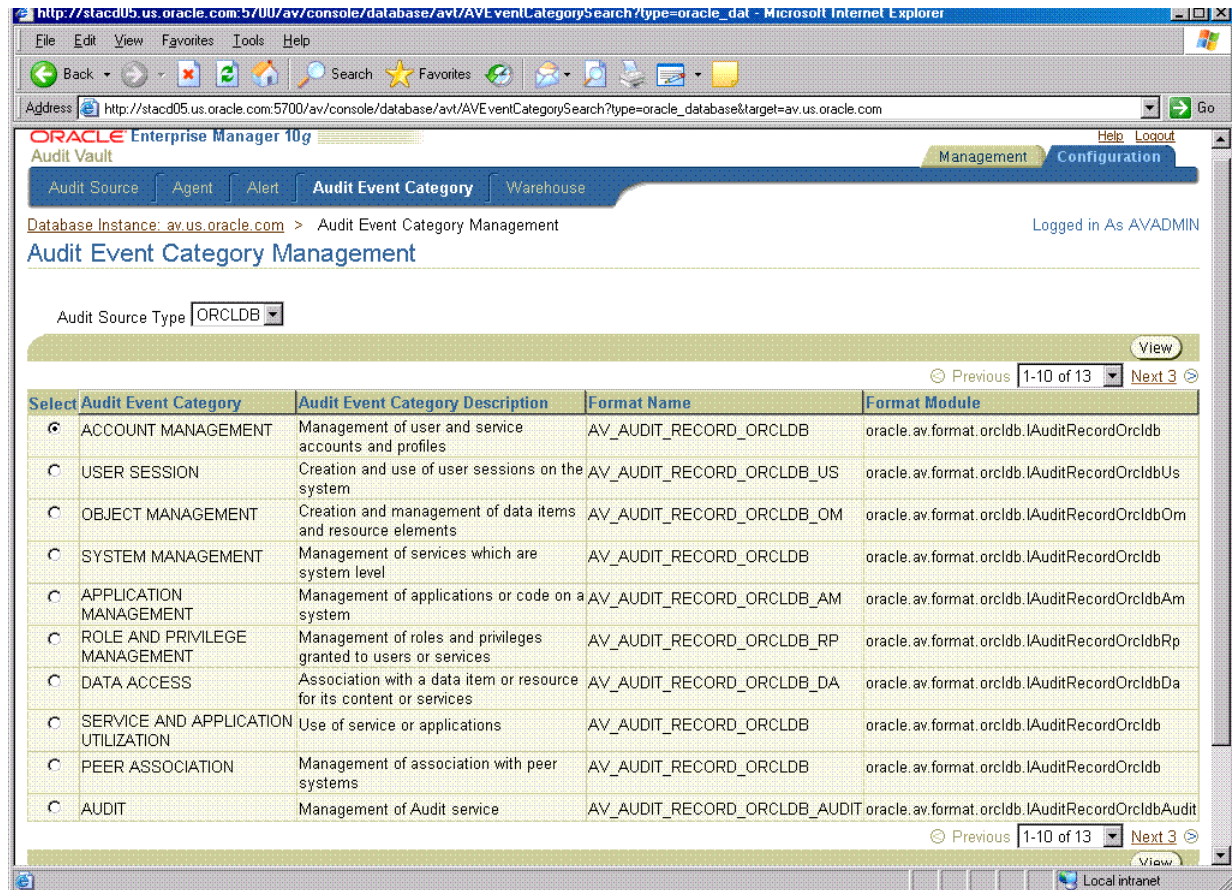 http://stacd05.us.oracle.com:5700/av/console/database/avt/AVEventCategorySearch?type=oracle_dat - Microsoft Internet Explorer
File Edit View Favorites Tools Help
Back Search Favorites
Address http://stacd05.us.oracle.com:5700/av/console/database/avt/AVEventCategorySearch?type=oracle_database&target=av.us.oracle.com Go
ORACLE Enterprise Manager 10g
Audit Vault
Help Logout
Management Configuration
Audit Source Agent Alert Audit Event Category Warehouse
Database Instance: av.us.oracle.com > Audit Event Category Management
Logged in As AVADMIN
Audit Event Category Management
Audit Source Type ORCLDB
View
Previous 1-10 of 13 Next 3
Select Audit Event Category Audit Event Category Description Format Name Format Module
ACCOUNT MANAGEMENT Management of user and service accounts and profiles AV_AUDIT_RECORD_ORCLDB oracle.av.format.orcldb.IAuditRecordOrcldb
USER SESSION Creation and use of user sessions on the system AV_AUDIT_RECORD_ORCLDB_US oracle.av.format.orcldb.IAuditRecordOrcldbUs
OBJECT MANAGEMENT Creation and management of data items and resource elements AV_AUDIT_RECORD_ORCLDB_OM oracle.av.format.orcldb.IAuditRecordOrcldbOm
SYSTEM MANAGEMENT Management of services which are system level AV_AUDIT_RECORD_ORCLDB oracle.av.format.orcldb.IAuditRecordOrcldb
APPLICATION MANAGEMENT Management of applications or code on a system AV_AUDIT_RECORD_ORCLDB_AM oracle.av.format.orcldb.IAuditRecordOrcldbAm
ROLE AND PRIVILEGE MANAGEMENT Management of roles and privileges granted to users or services AV_AUDIT_RECORD_ORCLDB_RP oracle.av.format.orcldb.IAuditRecordOrcldbRp
DATA ACCESS Association with a data item or resource for its content or services AV_AUDIT_RECORD_ORCLDB_DA oracle.av.format.orcldb.IAuditRecordOrcldbDa
SERVICE AND APPLICATION UTILIZATION Use of service or applications AV_AUDIT_RECORD_ORCLDB oracle.av.format.orcldb.IAuditRecordOrcldb
PEER ASSOCIATION Management of association with peer systems AV_AUDIT_RECORD_ORCLDB oracle.av.format.orcldb.IAuditRecordOrcldb
AUDIT Management of Audit service AV_AUDIT_RECORD_ORCLDB_AUDIT oracle.av.format.orcldb.IAuditRecordOrcldbAudit
Previous 1-10 of 13 Next 3
View
Local intranet